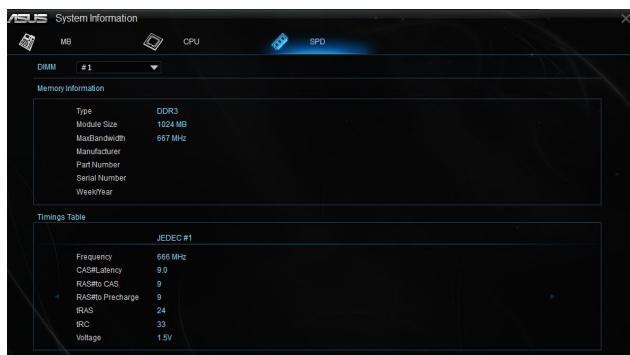 ASUS System Information
MB CPU SPD
DIMM #1
Memory Information
Type DDR3
Module Size 1024 MB
MaxBandwidth 667 MHz
Manufacturer
Part Number
Serial Number
Week/Year
Timings Table
JEDEC #1
Frequency 666 MHz
CAS#Latency 9.0
RAS#to CAS 9
RAS#to Precharge 9
tRAS 24
tRC 33
Voltage 1.5V